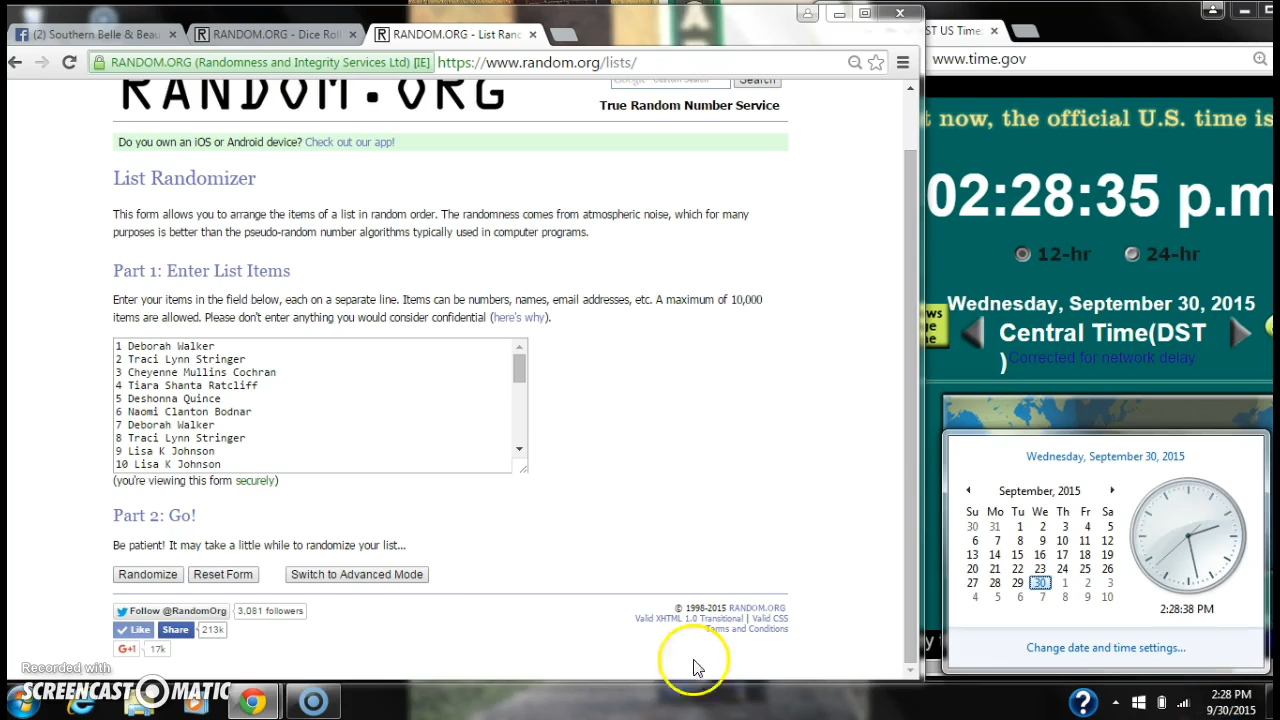 (2) Southern Belle & Beau
RANDOM.ORG - Dice Roll
RANDOM.ORG - List Ranc
RANDOM.ORG (Randomness and Integrity Services Ltd) [IE]
https://www.random.org/lists/
RANDOM.ORG
Search
True Random Number Service
Do you own an iOS or Android device? Check out our app!
List Randomizer
This form allows you to arrange the items of a list in random order. The randomness comes from atmospheric noise, which for many
purposes is better than the pseudo-random number algorithms typically used in computer programs.
Part 1: Enter List Items
Enter your items in the field below, each on a separate line. Items can be numbers, names, email addresses, etc. A maximum of 10,000
items are allowed. Please don't enter anything you would consider confidential (here's why).
1 Deborah Walker
2 Traci Lynn Stringer
3 Cheyenne Mullins Cochran
4 Tiara Shanta Ratcliff
5 Deshonna Quince
6 Naomi Clanton Bodnar
7 Deborah Walker
8 Traci Lynn Stringer
9 Lisa K Johnson
10 Lisa K Johnson
(you're viewing this form securely)
Part 2: Go!
Be patient! It may take a little while to randomize your list...
Randomize Reset Form Switch to Advanced Mode
Follow @RandomOrg 3,081 followers
Like Share 213k
G+1 17k
© 1998-2015 RANDOM.ORG
Valid XHTML 1.0 Transitional | Valid CSS
Terms and Conditions
Recorded with
SCREENCAST-O-MATIC
ST US Time:
www.time.gov
t now, the official U.S. time is
02:28:35 p.m
12-hr 24-hr
Wednesday, September 30, 2015
Central Time(DST
)
Corrected for network delay
Wednesday, September 30, 2015
September, 2015
Su Mo Tu We Th Fr Sa
30 31 1 2 3 4 5
6 7 8 9 10 11 12
13 14 15 16 17 18 19
20 21 22 23 24 25 26
27 28 29 30 1 2 3
4 5 6 7 8 9 10
2:28:38 PM
Change date and time settings...
2:28 PM
9/30/2015